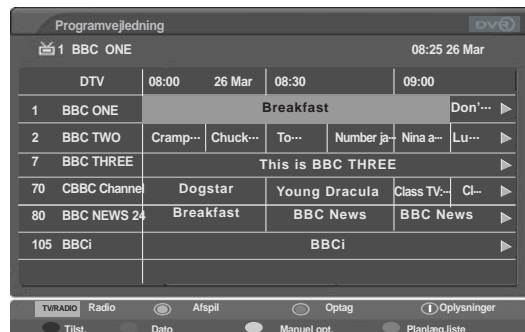 Programvejledning DVR
1 BBC ONE 08:25 26 Mar
DTV 08:00 26 Mar 08:30 09:00
1 BBC ONE Breakfast Don'···
2 BBC TWO Cramp··· Chuck··· To··· Number ja··· Nina a··· Lu···
7 BBC THREE This is BBC THREE
70 CBBC Channel Dogstar Young Dracula Class TV:··· Cl···
80 BBC NEWS 24 Breakfast BBC News BBC News
105 BBCi BBCi
TV/RADIO Radio Afspil Optag Oplysninger
Tilst. Dato Manuel opt. Planlæg.liste